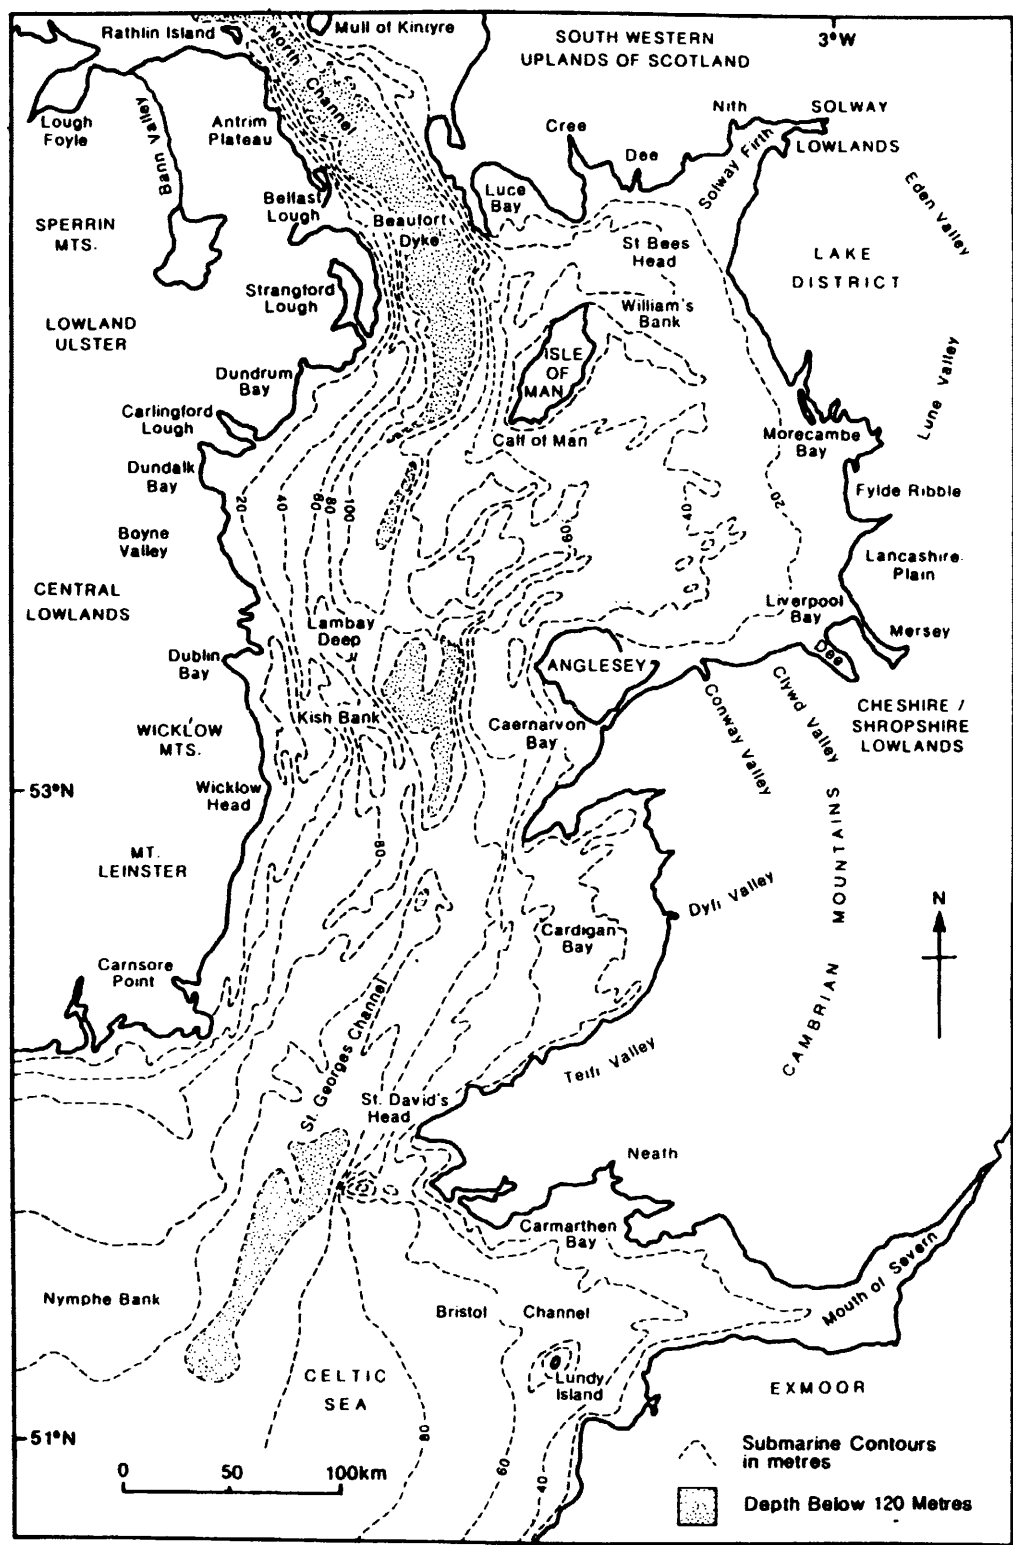 Rathlin Island
Mull of Kintyre
SOUTH WESTERN
UPLANDS OF SCOTLAND
3°W
North Channel
Lough
Foyle
Bann Valley
Antrim
Plateau
Cree
Dee
Nith
SOLWAY
LOWLANDS
Solway Firth
Eden Valley
Belfast
Lough
Luce
Bay
SPERRIN
MTS.
Beaufort
Dyke
St Bees
Head
LAKE
DISTRICT
Strangford
Lough
William's
Bank
LOWLAND
ULSTER
ISLE
OF
MAN
Lune Valley
Dundrum
Bay
Carlingford
Lough
Calf of Man
Morecambe
Bay
Dundalk
Bay
20
40
60
80
100
60
40
20
Fylde Ribble
Boyne
Valley
Lancashire
Plain
CENTRAL
LOWLANDS
Lambay
Deep
Liverpool
Bay
Mersey
Dee
Dublin
Bay
ANGLESEY
Conway Valley
Clywd Valley
CHESHIRE /
SHROPSHIRE
LOWLANDS
WICKLOW
MTS.
Kish Bank
Caernarvon
Bay
53°N
Wicklow
Head
CAMBRIAN MOUNTAINS
80
MT.
LEINSTER
Dyfi Valley
N
Cardigan
Bay
Carnsore
Point
St. Georges Channel
Teifi Valley
St. David's
Head
Neath
Carmarthen
Bay
Mouth of Severn
Nymphe Bank
Bristol Channel
CELTIC
SEA
Lundy
Island
EXMOOR
80
60
40
51°N
0 50 100km
Submarine Contours
in metres
Depth Below 120 Metres